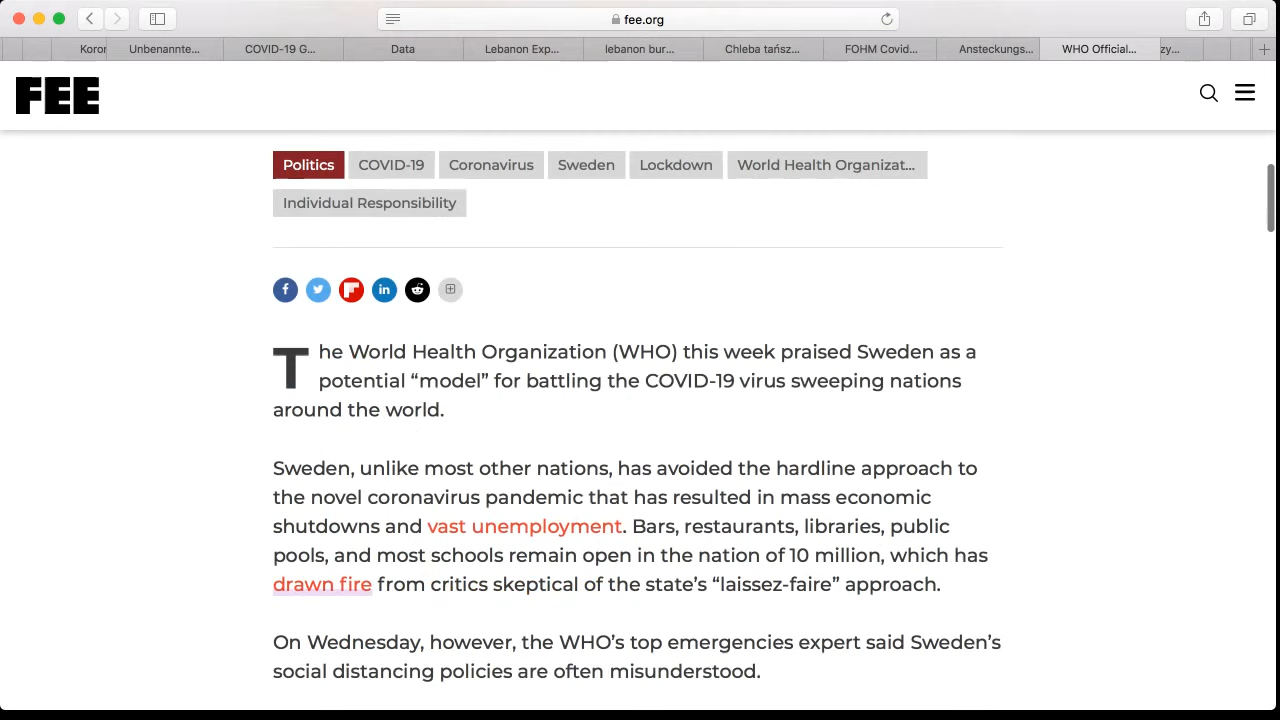 fee.org
Koror
Unbenannte...
COVID-19 G...
Data
Lebanon Exp...
lebanon bur...
Chleba tańsz...
FOHM Covid...
Ansteckungs...
WHO Official...
zy...
FEE
Politics
COVID-19
Coronavirus
Sweden
Lockdown
World Health Organizat...
Individual Responsibility
The World Health Organization (WHO) this week praised Sweden as a
potential “model” for battling the COVID-19 virus sweeping nations
around the world.
Sweden, unlike most other nations, has avoided the hardline approach to
the novel coronavirus pandemic that has resulted in mass economic
shutdowns and vast unemployment. Bars, restaurants, libraries, public
pools, and most schools remain open in the nation of 10 million, which has
drawn fire from critics skeptical of the state’s “laissez-faire” approach.
On Wednesday, however, the WHO’s top emergencies expert said Sweden’s
social distancing policies are often misunderstood.